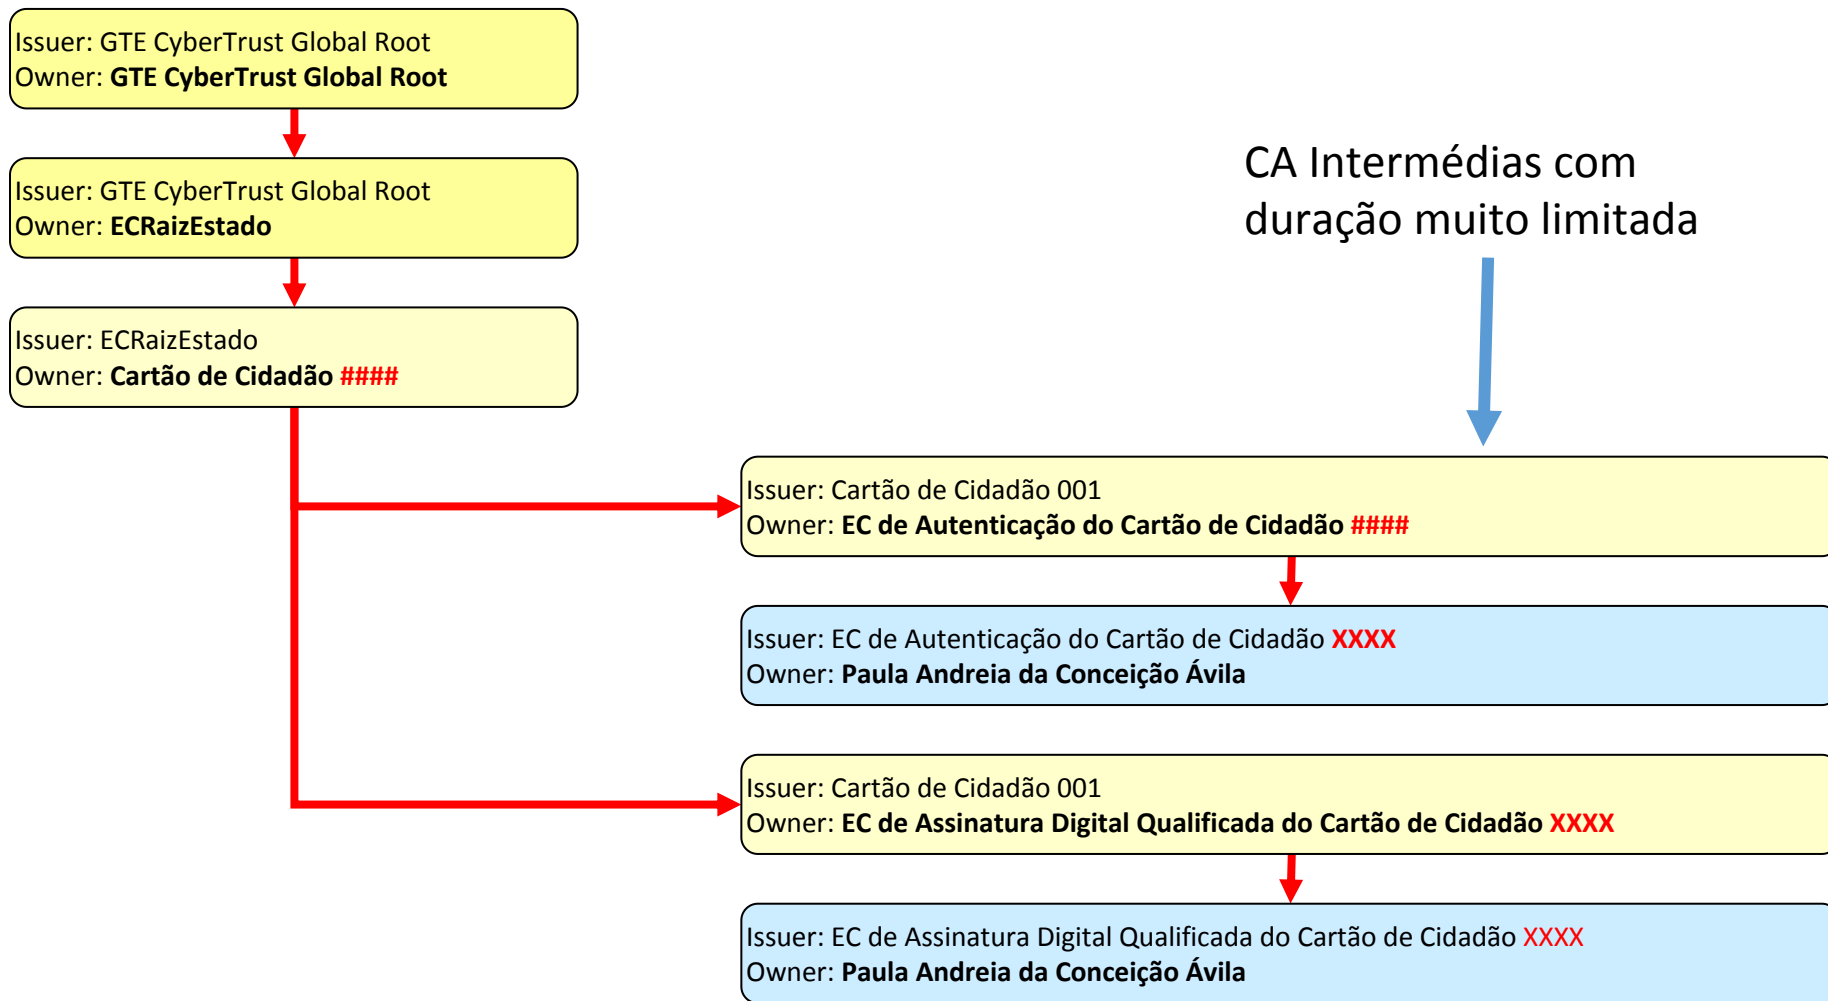 Issuer: GTE CyberTrust Global Root
Owner: GTE CyberTrust Global Root
Issuer: GTE CyberTrust Global Root
Owner: ECRaizEstado
CA Intermédias com
duração muito limitada
Issuer: ECRaizEstado
Owner: Cartão de Cidadão ####
Issuer: Cartão de Cidadão 001
Owner: EC de Autenticação do Cartão de Cidadão ####
Issuer: EC de Autenticação do Cartão de Cidadão XXXX
Owner: Paula Andreia da Conceição Ávila
Issuer: Cartão de Cidadão 001
Owner: EC de Assinatura Digital Qualificada do Cartão de Cidadão XXXX
Issuer: EC de Assinatura Digital Qualificada do Cartão de Cidadão XXXX
Owner: Paula Andreia da Conceição Ávila